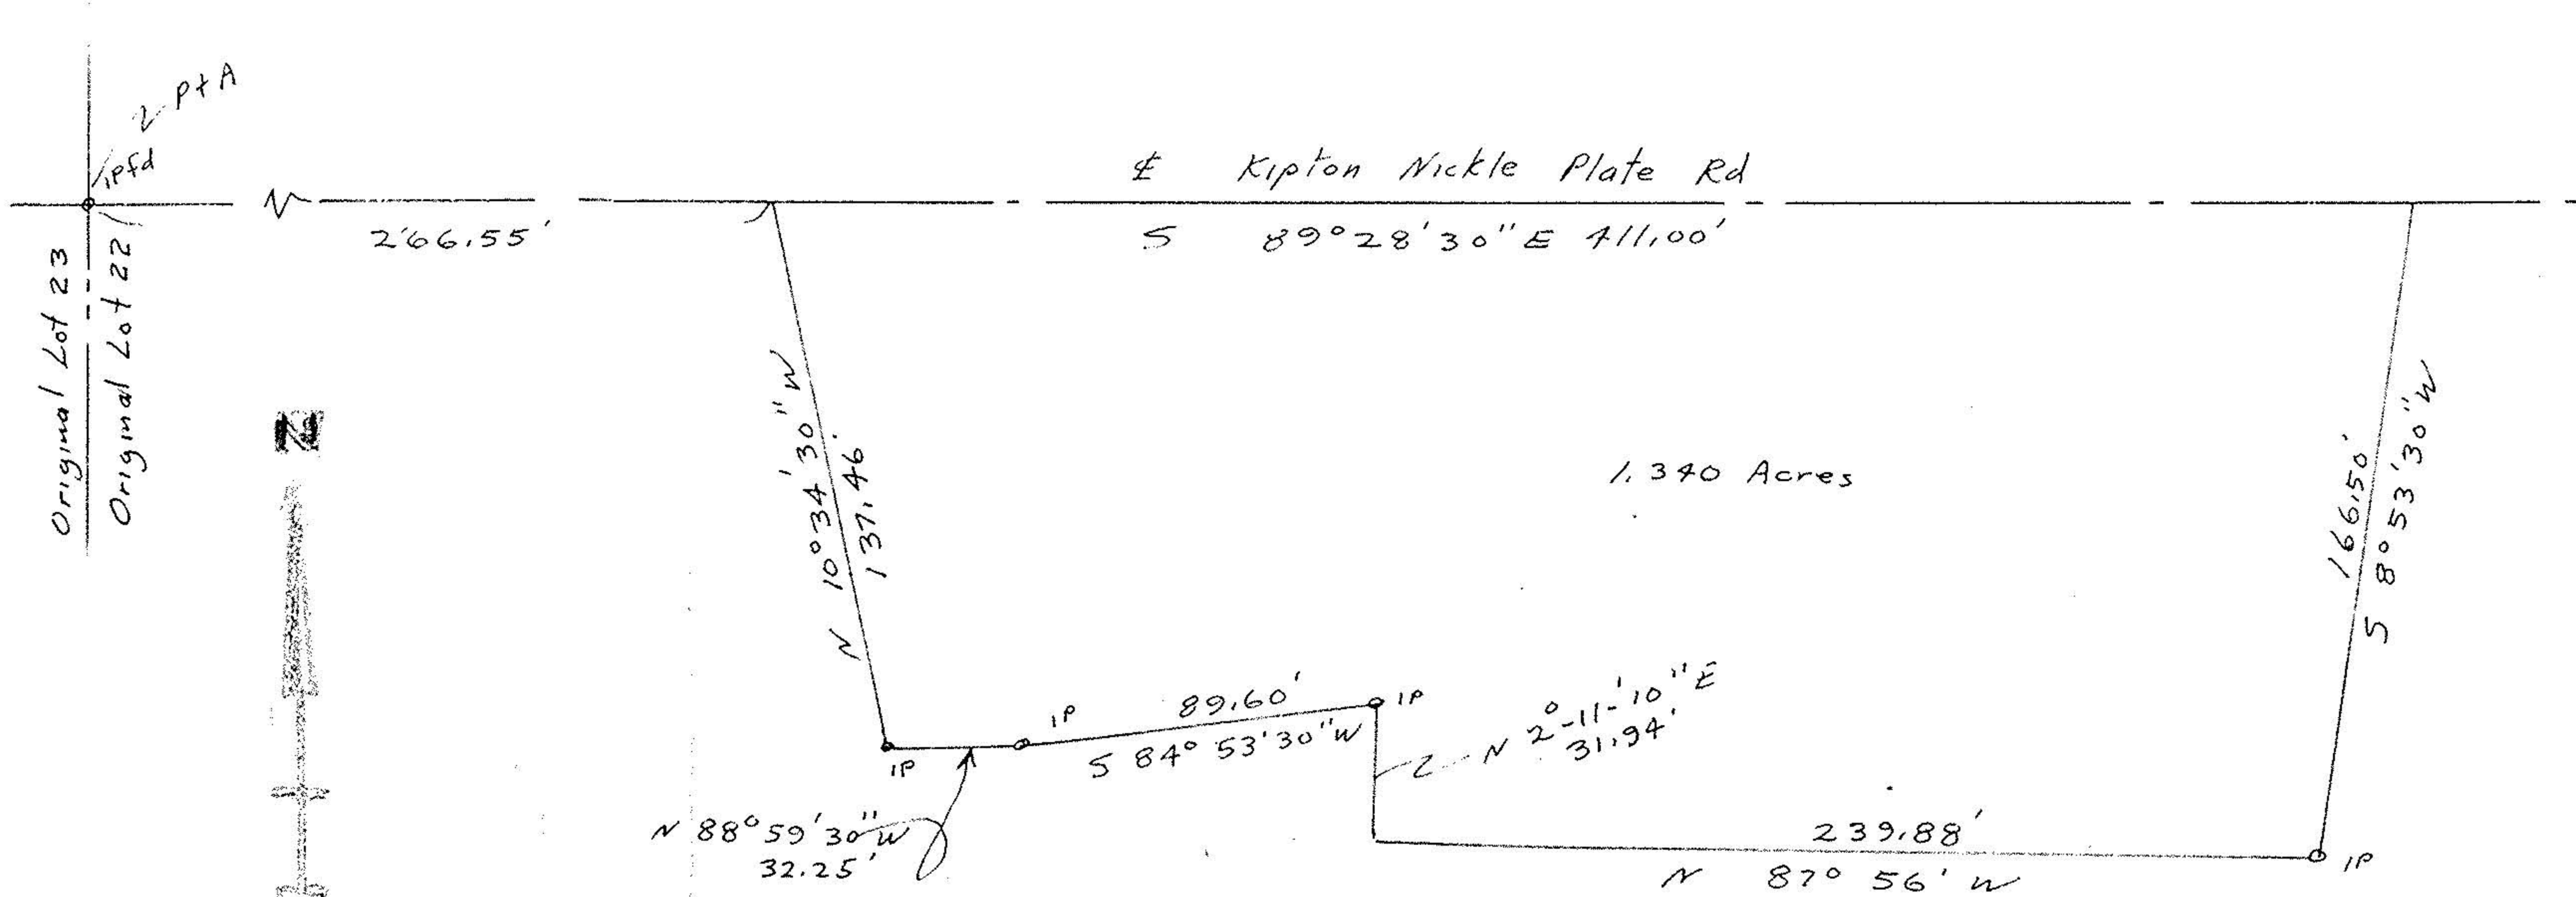 Pt A
ipfd
℄ Kipton Nickle Plate Rd
266.55'
S 89°28'30"E 411.00'
Original Lot 23
Original Lot 22
N
N 10°34'30"W
137.46'
1.340 Acres
166.50'
S 8°53'30"W
89.60'
IP
IP
S 84°53'30"W
N 2°-11-'10"E
31.94'
IP
N 88°59'30"W
32.25'
239.88'
IP
N 87°56'W